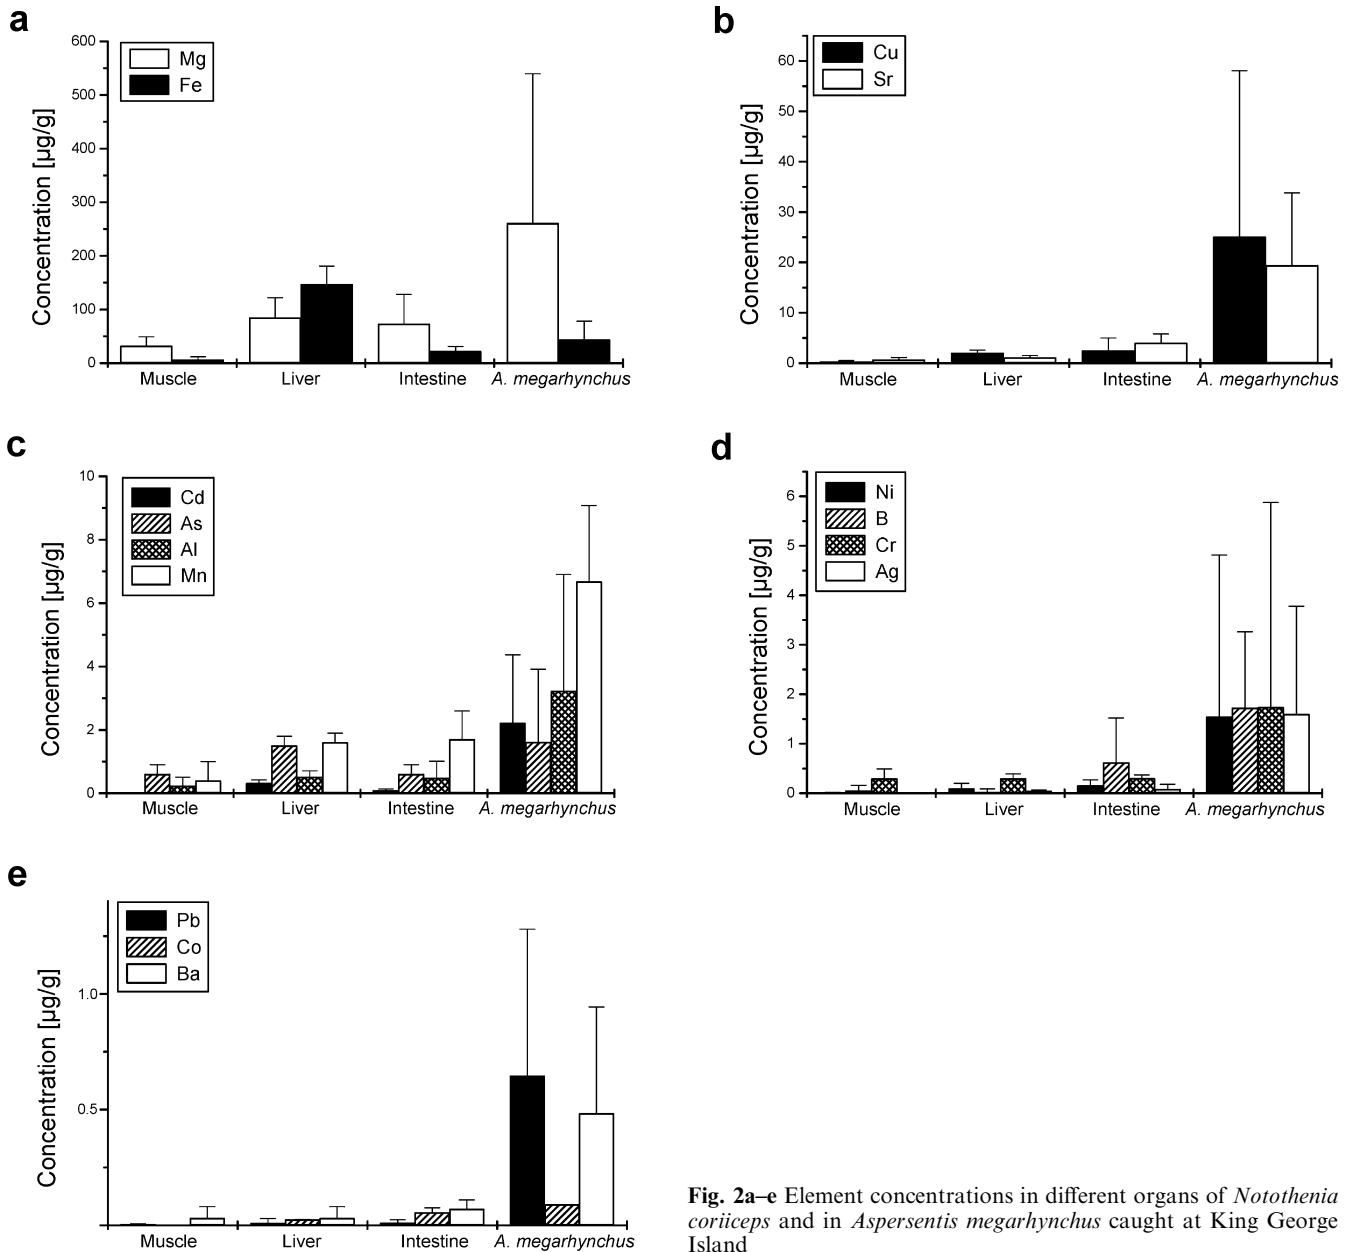 a
600
500
400
300
200
100
0
Concentration [µg/g]
Mg
Fe
Muscle Liver Intestine A. megarhynchus
b
60
50
40
30
20
10
0
Concentration [µg/g]
Cu
Sr
Muscle Liver Intestine A. megarhynchus
c
10
8
6
4
2
0
Concentration [µg/g]
Cd
As
Al
Mn
Muscle Liver Intestine A. megarhynchus
d
6
5
4
3
2
1
0
Concentration [µg/g]
Ni
B
Cr
Ag
Muscle Liver Intestine A. megarhynchus
e
1.0
0.5
Concentration [µg/g]
Pb
Co
Ba
Muscle Liver Intestine A. megarhynchus
Fig. 2a–e Element concentrations in different organs of Notothenia
coriiceps and in Aspersentis megarhynchus caught at King George
Island